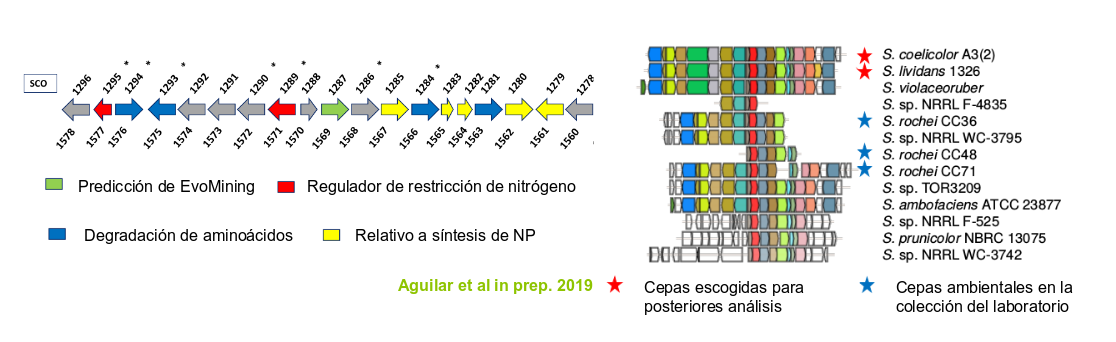 SCO
1296
1295
*
1294
*
1293
*
1292
1291
1290
*
1289
*
1288
1287
1286
*
1285
1284
*
1283
1282
1281
1280
1279
1278
1578
1577
1576
1575
1574
1573
1572
1571
1570
1569
1568
1567
1566
1565
1564
1563
1562
1561
1560
Predicción de EvoMining
Regulador de restricción de nitrógeno
Degradación de aminoácidos
Relativo a síntesis de NP
Aguilar et al in prep. 2019
S. coelicolor A3(2)
S. lividans 1326
S. violaceoruber
S. sp. NRRL F-4835
S. rochei CC36
S. sp. NRRL WC-3795
S. rochei CC48
S. rochei CC71
S. sp. TOR3209
S. ambofaciens ATCC 23877
S. sp. NRRL F-525
S. prunicolor NBRC 13075
S. sp. NRRL WC-3742
Cepas escogidas para
posteriores análisis
Cepas ambientales en la
colección del laboratorio